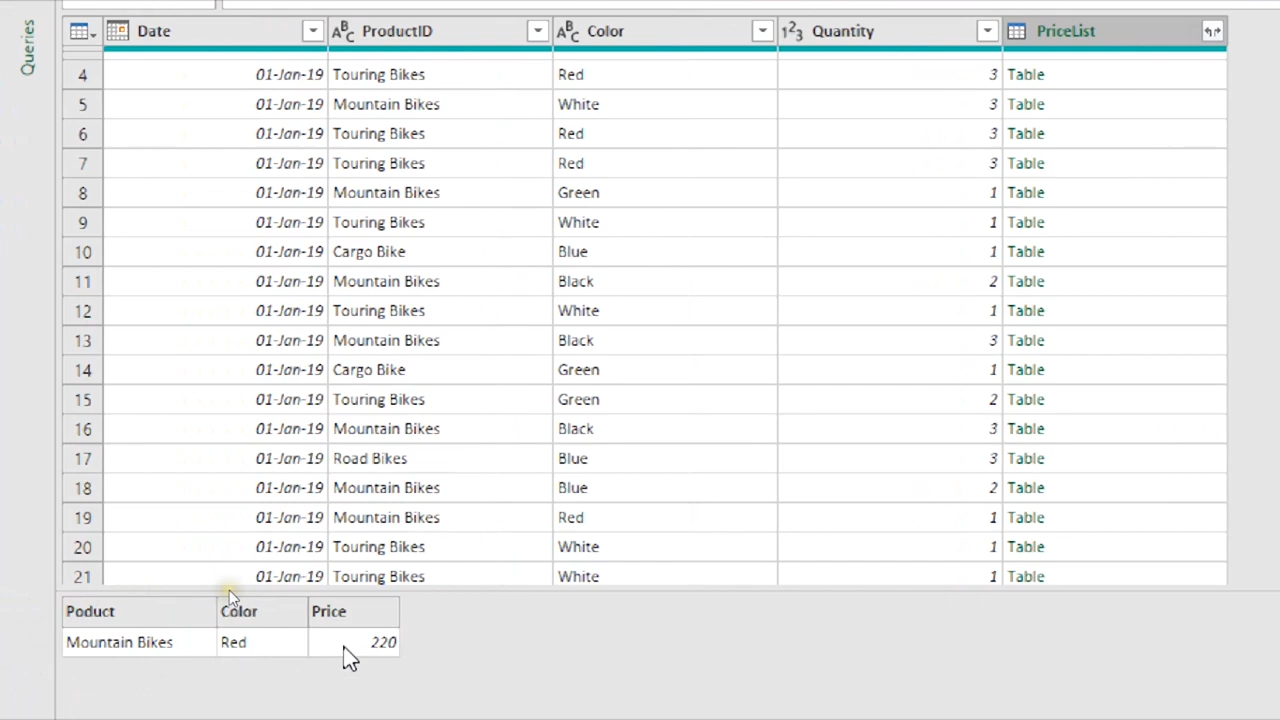 Queries
Date ABC ProductID ABC Color 123 Quantity PriceList
4 01-Jan-19 Touring Bikes Red 3 Table
5 01-Jan-19 Mountain Bikes White 3 Table
6 01-Jan-19 Touring Bikes Red 3 Table
7 01-Jan-19 Touring Bikes Red 3 Table
8 01-Jan-19 Mountain Bikes Green 1 Table
9 01-Jan-19 Touring Bikes White 1 Table
10 01-Jan-19 Cargo Bike Blue 1 Table
11 01-Jan-19 Mountain Bikes Black 2 Table
12 01-Jan-19 Touring Bikes White 1 Table
13 01-Jan-19 Mountain Bikes Black 3 Table
14 01-Jan-19 Cargo Bike Green 1 Table
15 01-Jan-19 Touring Bikes Green 2 Table
16 01-Jan-19 Mountain Bikes Black 3 Table
17 01-Jan-19 Road Bikes Blue 3 Table
18 01-Jan-19 Mountain Bikes Blue 2 Table
19 01-Jan-19 Mountain Bikes Red 1 Table
20 01-Jan-19 Touring Bikes White 1 Table
21 01-Jan-19 Touring Bikes White 1 Table
Poduct Color Price
Mountain Bikes Red 220